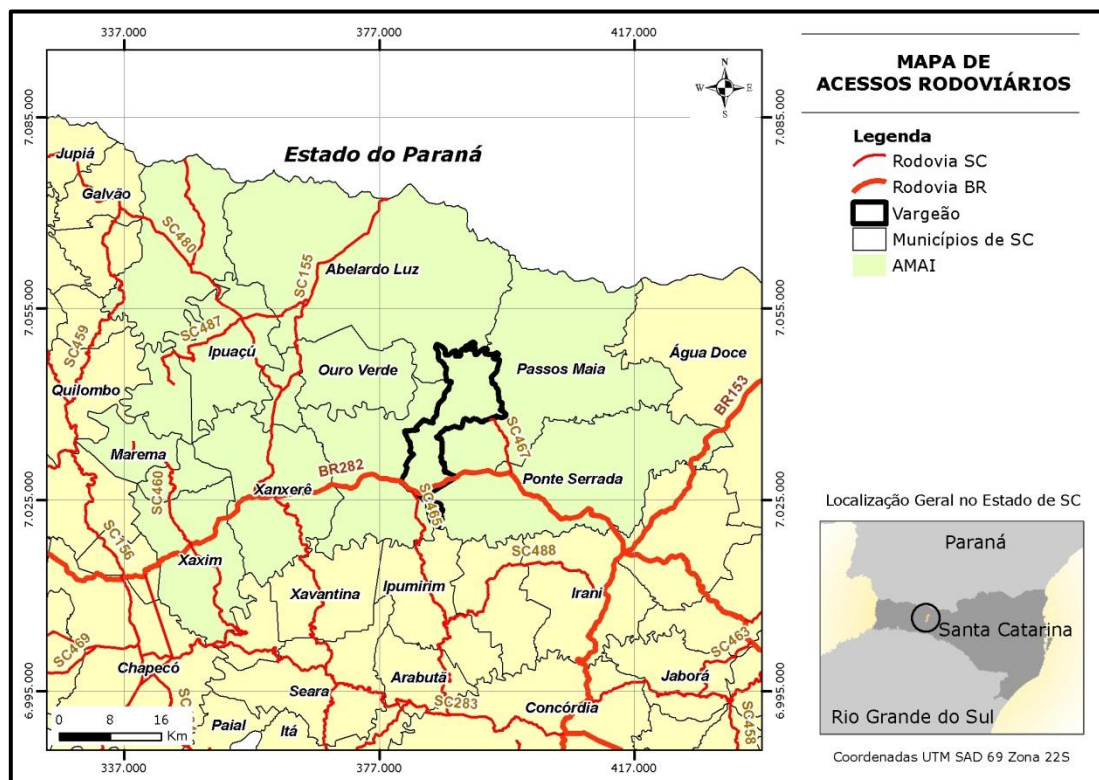 337.000
377.000
417.000
7.085.000
7.085.000
7.055.000
7.055.000
7.025.000
7.025.000
6.995.000
6.995.000
N
W
E
S
Estado do Paraná
Jupiá
Galvão
SC480
SC155
Abelardo Luz
SC459
SC487
Ipuaçú
Ouro Verde
Passos Maia
Água Doce
Quilombo
BR153
Marema
SC460
SC467
BR282
Xanxerê
Ponte Serrada
SC465
SC156
Xaxim
SC488
Xavantina
Ipumirim
Irani
SC469
Chapecó
SC463
Arabutã
Jaborá
Seara
SC283
Concórdia
SC458
Paial
Itá
0
8
16
Km
337.000
377.000
417.000
MAPA DE
ACESSOS RODOVIÁRIOS
Legenda
Rodovia SC
Rodovia BR
Vargeão
Municípios de SC
AMAI
Localização Geral no Estado de SC
Paraná
Santa Catarina
Rio Grande do Sul
Coordenadas UTM SAD 69 Zona 22S